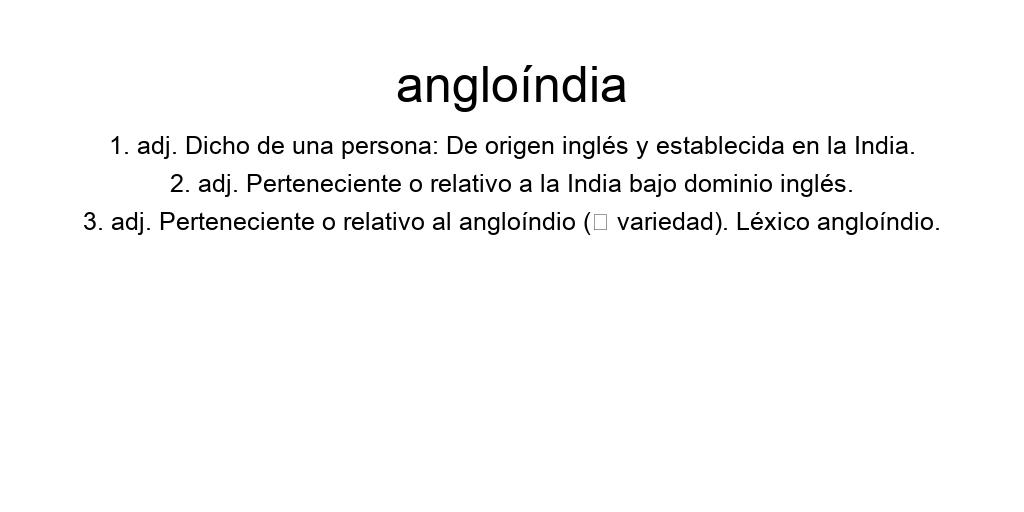 angloíndia
1. adj. Dicho de una persona: De origen inglés y establecida en la India.
2. adj. Perteneciente o relativo a la India bajo dominio inglés.
3. adj. Perteneciente o relativo al angloíndio (□ variedad). Léxico angloíndio.